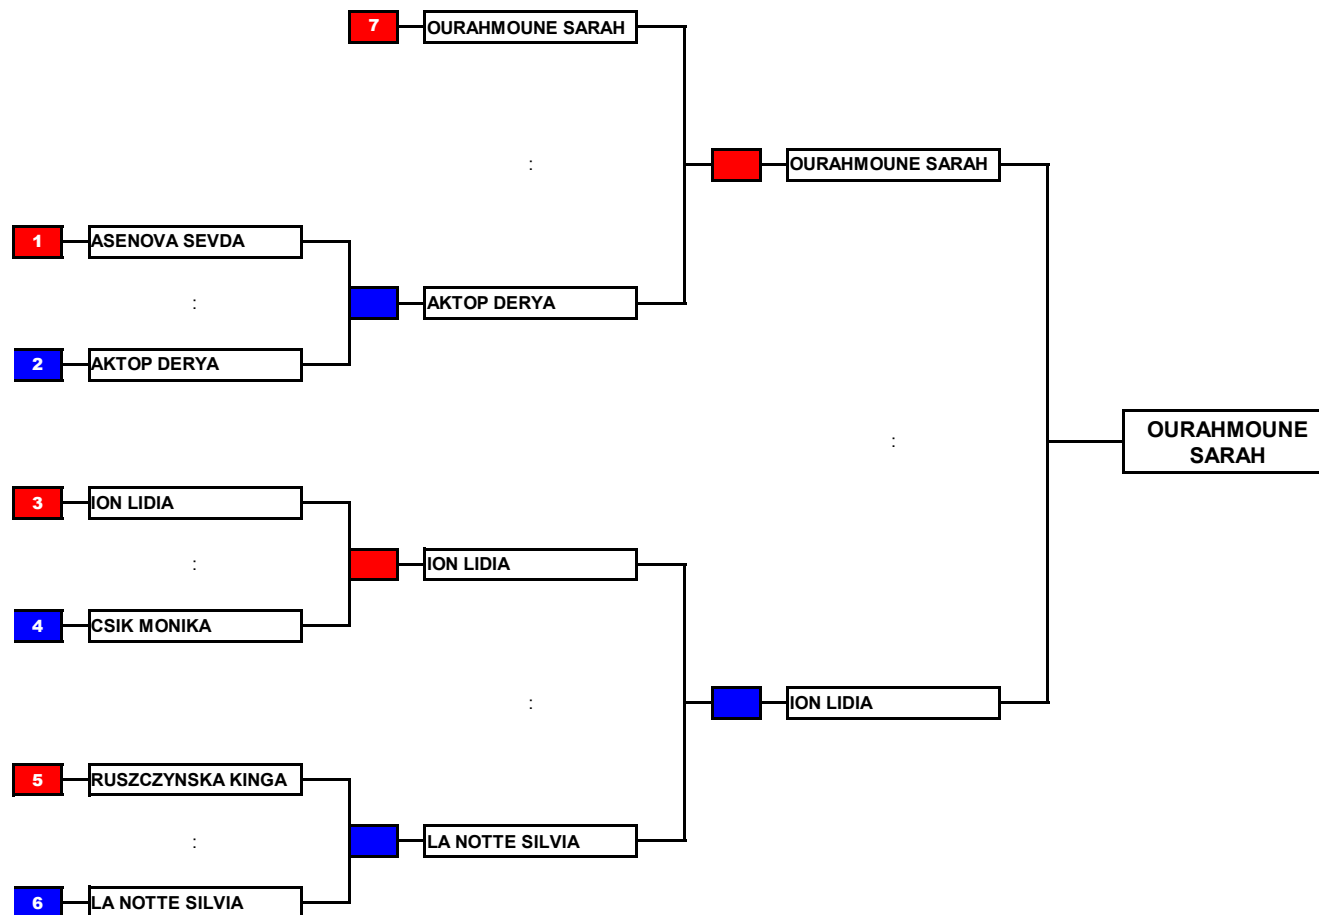 7 OURAHMOUNE SARAH
:
OURAHMOUNE SARAH
1 ASENOVA SEVDA
:
AKTOP DERYA
2 AKTOP DERYA
:
OURAHMOUNE
SARAH
3 ION LIDIA
:
ION LIDIA
4 CSIK MONIKA
:
ION LIDIA
5 RUSZCZYNSKA KINGA
:
LA NOTTE SILVIA
6 LA NOTTE SILVIA